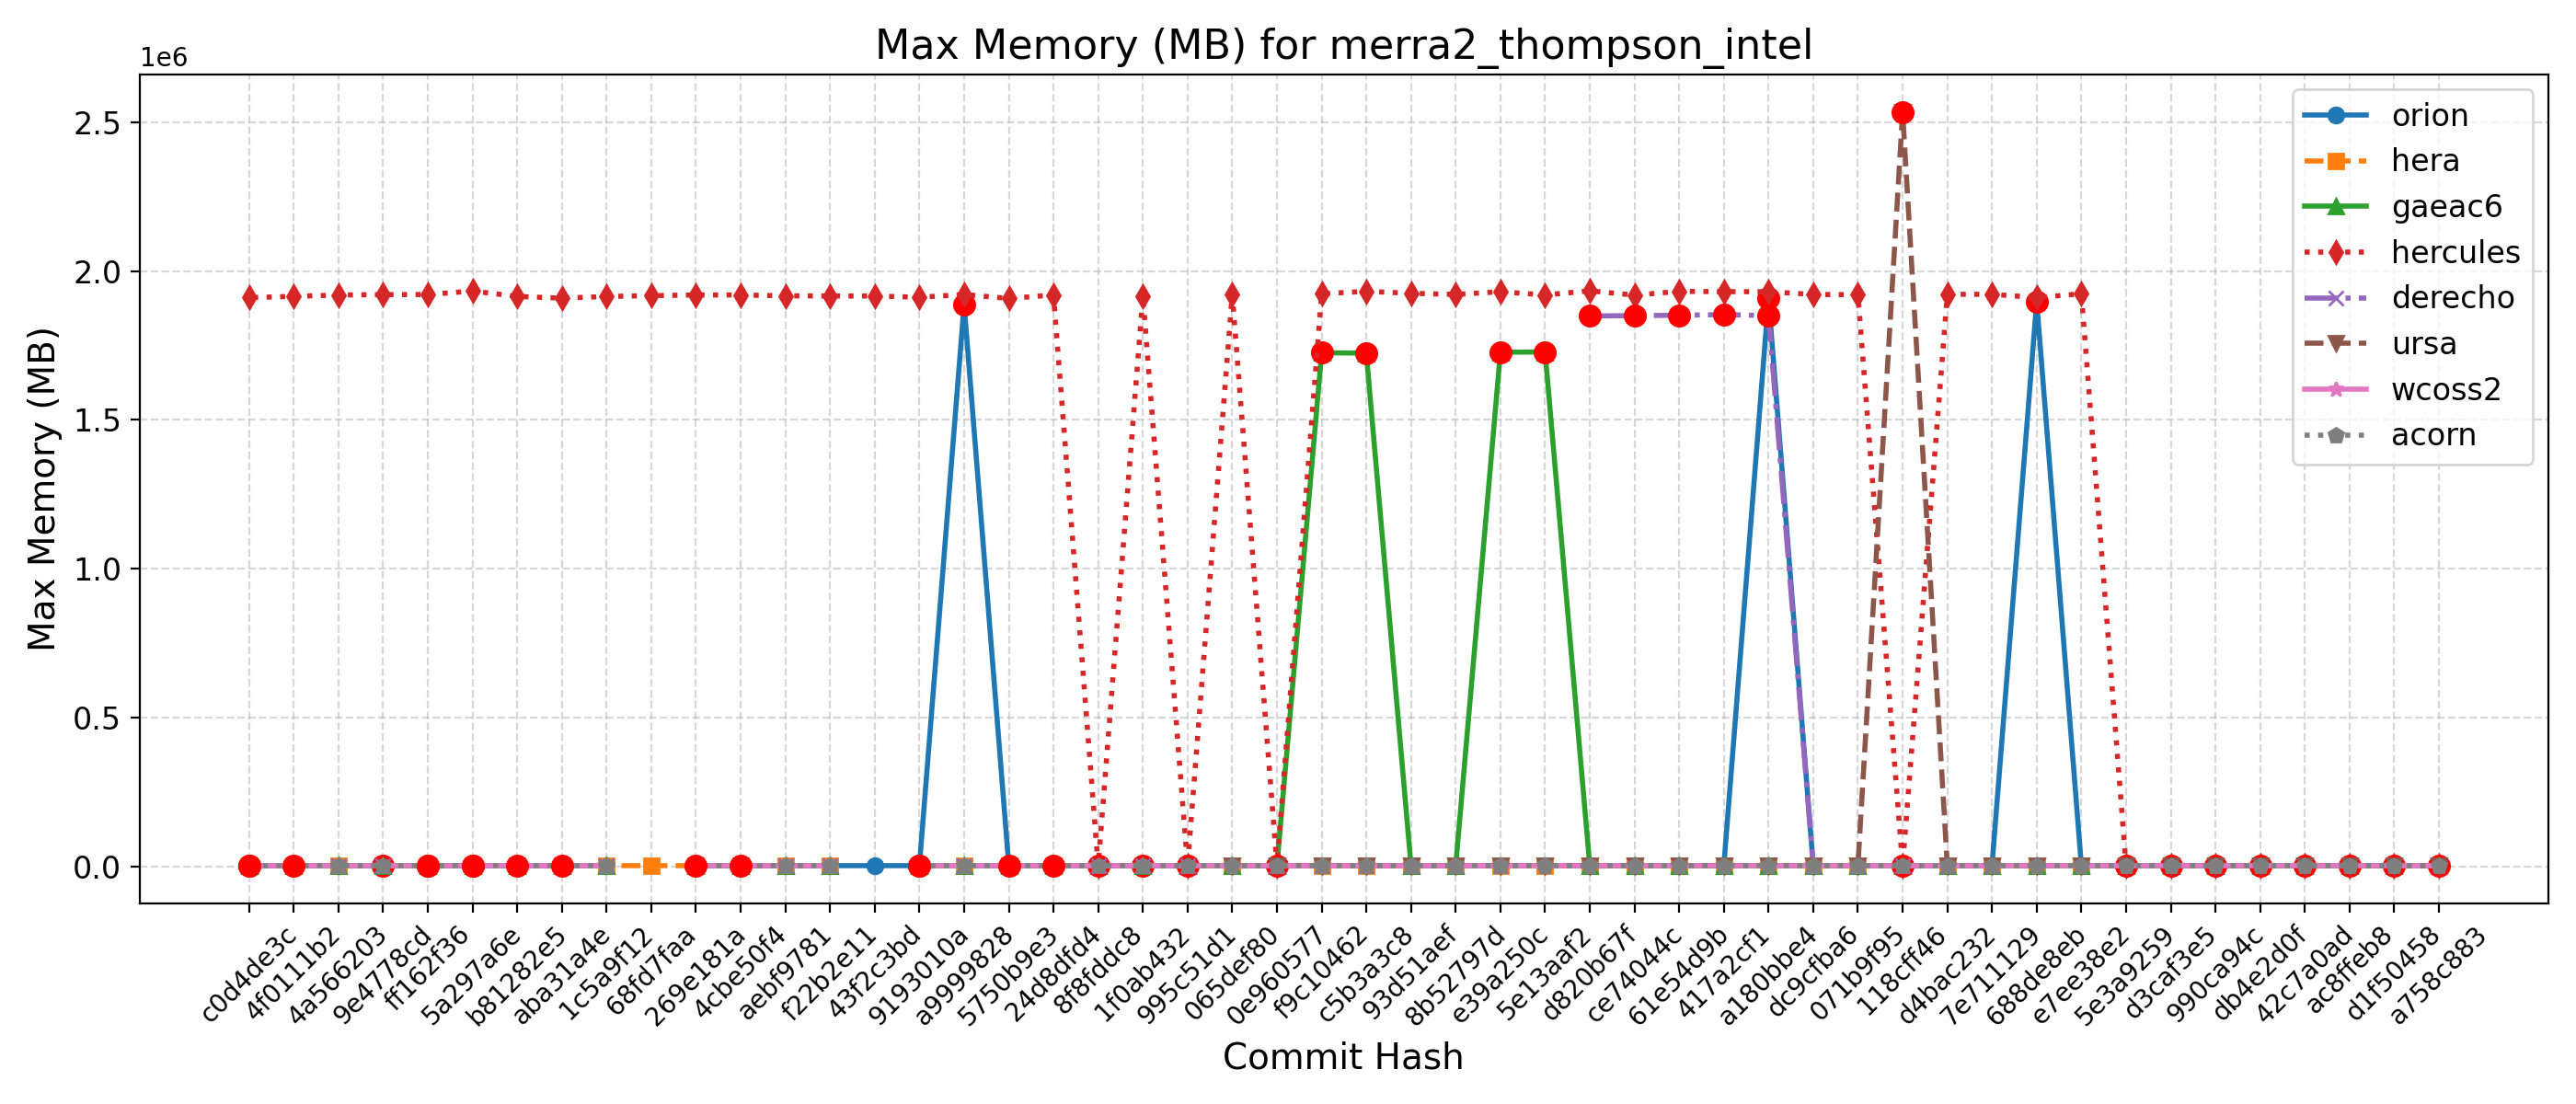 Max Memory (MB) for merra2_thompson_intel
1e6
2.5
2.0
1.5
1.0
0.5
0.0
Max Memory (MB)
orion
hera
gaeac6
hercules
derecho
ursa
wcoss2
acorn
c0d4de3c
4f0111b2
4a566203
9e4778cd
ff162f36
5a297a6e
b81282e5
aba31a4e
1c5a9f12
68fd7faa
269e181a
4cbe50f4
aebf9781
f22b2e11
43f2c3bd
9193010a
a9999828
5750b9e3
24d8dfd4
8f8fddc8
1f0ab432
995c51d1
065def80
0e960577
f9c10462
c5b3a3c8
93d51aef
8b52797d
e39a250c
5e13aaf2
d820b67f
ce74044c
61e54d9b
417a2cf1
a180bbe4
dc9cfba6
071b9f95
118cff46
d4bac232
7e711129
688de8eb
e7ee38e2
5e3a9259
d3caf3e5
990ca94c
db4e2d0f
42c7a0ad
ac8ffeb8
d1f50458
a758c883
Commit Hash